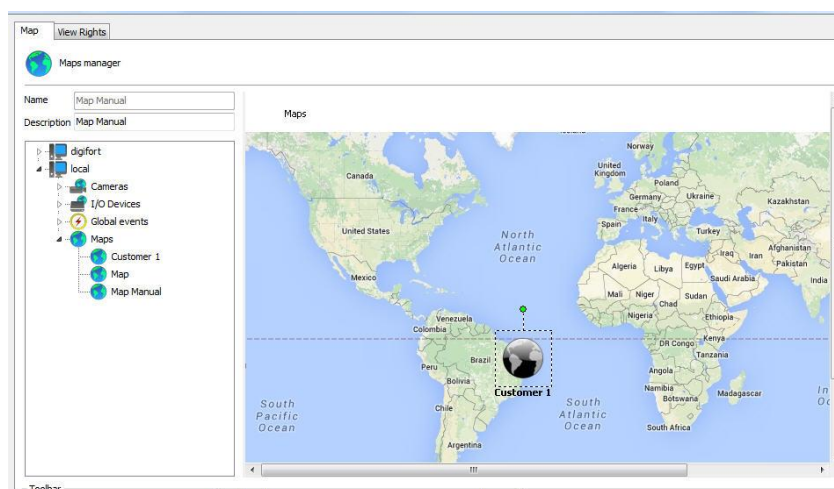 Map View Rights
Maps manager
Name Map Manual
Description Map Manual
Maps
digifort
local
Cameras
I/O Devices
Global events
Maps
Customer 1
Map
Map Manual
Norway
Canada
United
Kingdom
Poland
Germany
Ukraine
Kazakhstan
France
Italy
Spain
Turkey
United States
North
Atlantic
Ocean
Afghanistan
Iraq
Iran
Pakistan
Algeria
Libya
Egypt
Saudi Arabia
India
Mexico
Mali
Niger
Chad
Sudan
Nigeria
Ethiopia
Venezuela
Colombia
DR Congo
Kenya
Tanzania
Peru
Brazil
Angola
Bolivia
Customer 1
Namibia
Botswana
Madagascar
South
Pacific
Ocean
Chile
South
Atlantic
Ocean
South Africa
Argentina
Toolbar